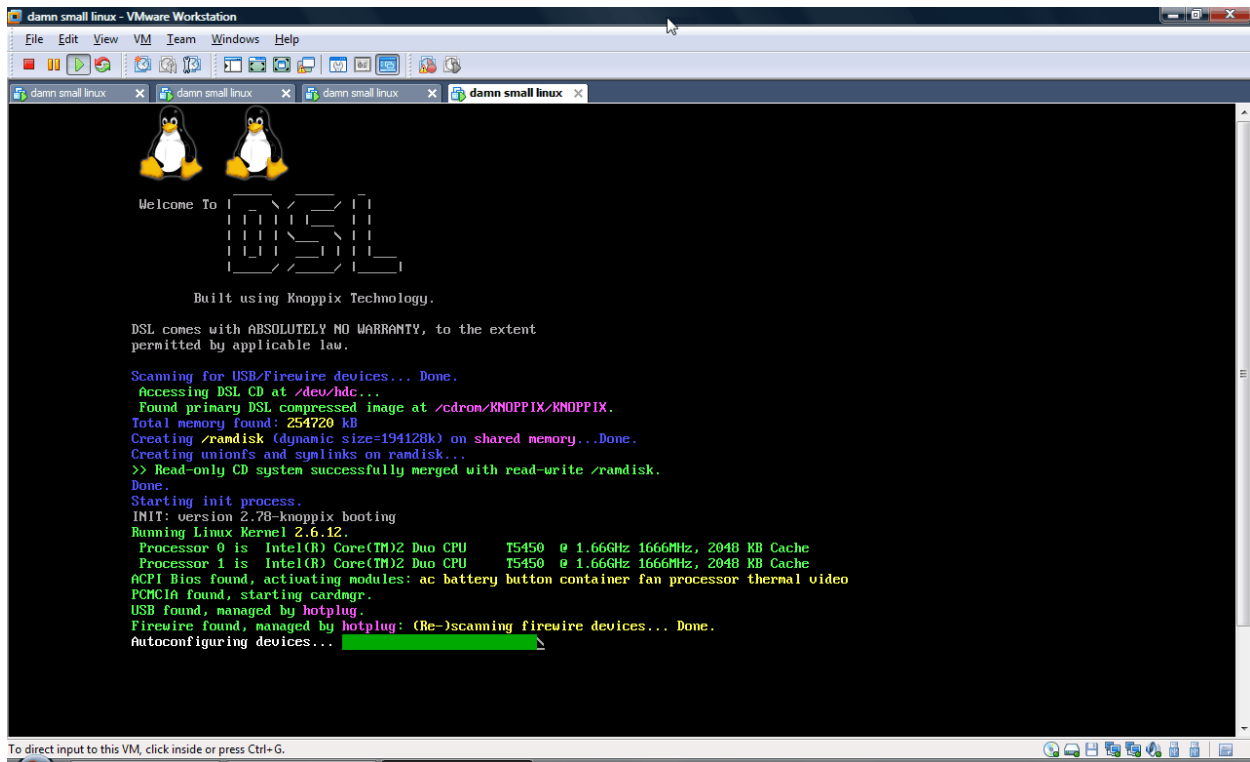 damn small linux - VMware Workstation
File Edit View VM Team Windows Help
damn small linux damn small linux damn small linux damn small linux
Welcome To DSL
Built using Knoppix Technology.
DSL comes with ABSOLUTELY NO WARRANTY, to the extent
permitted by applicable law.
Scanning for USB/Firewire devices... Done.
Accessing DSL CD at /dev/hdc...
Found primary DSL compressed image at /cdrom/KNOPPIX/KNOPPIX.
Total memory found: 254720 kB
Creating /ramdisk (dynamic size=194128k) on shared memory...Done.
Creating unionfs and symlinks on ramdisk...
>> Read-only CD system successfully merged with read-write /ramdisk.
Done.
Starting init process.
INIT: version 2.78-knoppix booting
Running Linux Kernel 2.6.12.
Processor 0 is Intel(R) Core(TM)2 Duo CPU T5450 @ 1.66GHz 1666MHz, 2048 KB Cache
Processor 1 is Intel(R) Core(TM)2 Duo CPU T5450 @ 1.66GHz 1666MHz, 2048 KB Cache
ACPI Bios found, activating modules: ac battery button container fan processor thermal video
PCMCIA found, starting cardmgr.
USB found, managed by hotplug.
Firewire found, managed by hotplug: (Re-)scanning firewire devices... Done.
Autoconfiguring devices... \
To direct input to this VM, click inside or press Ctrl+G.